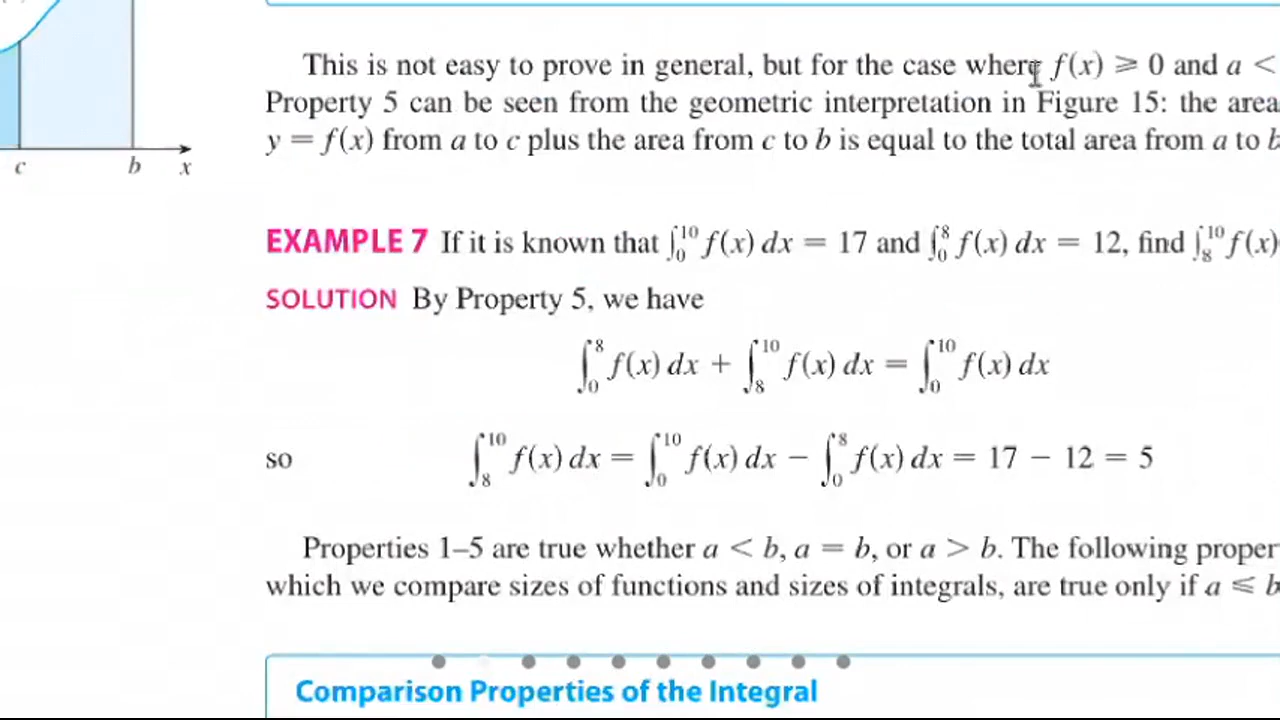 This is not easy to prove in general, but for the case where f(x) ⩾ 0 and a <
Property 5 can be seen from the geometric interpretation in Figure 15: the area
y = f(x) from a to c plus the area from c to b is equal to the total area from a to b
c b x
EXAMPLE 7 If it is known that ∫₀¹⁰ f(x) dx = 17 and ∫₀⁸ f(x) dx = 12, find ∫₈¹⁰ f(x)
SOLUTION By Property 5, we have
∫₀⁸ f(x) dx + ∫₈¹⁰ f(x) dx = ∫₀¹⁰ f(x) dx
so ∫₈¹⁰ f(x) dx = ∫₀¹⁰ f(x) dx − ∫₀⁸ f(x) dx = 17 − 12 = 5
Properties 1–5 are true whether a < b, a = b, or a > b. The following proper
which we compare sizes of functions and sizes of integrals, are true only if a ⩽ b
Comparison Properties of the Integral